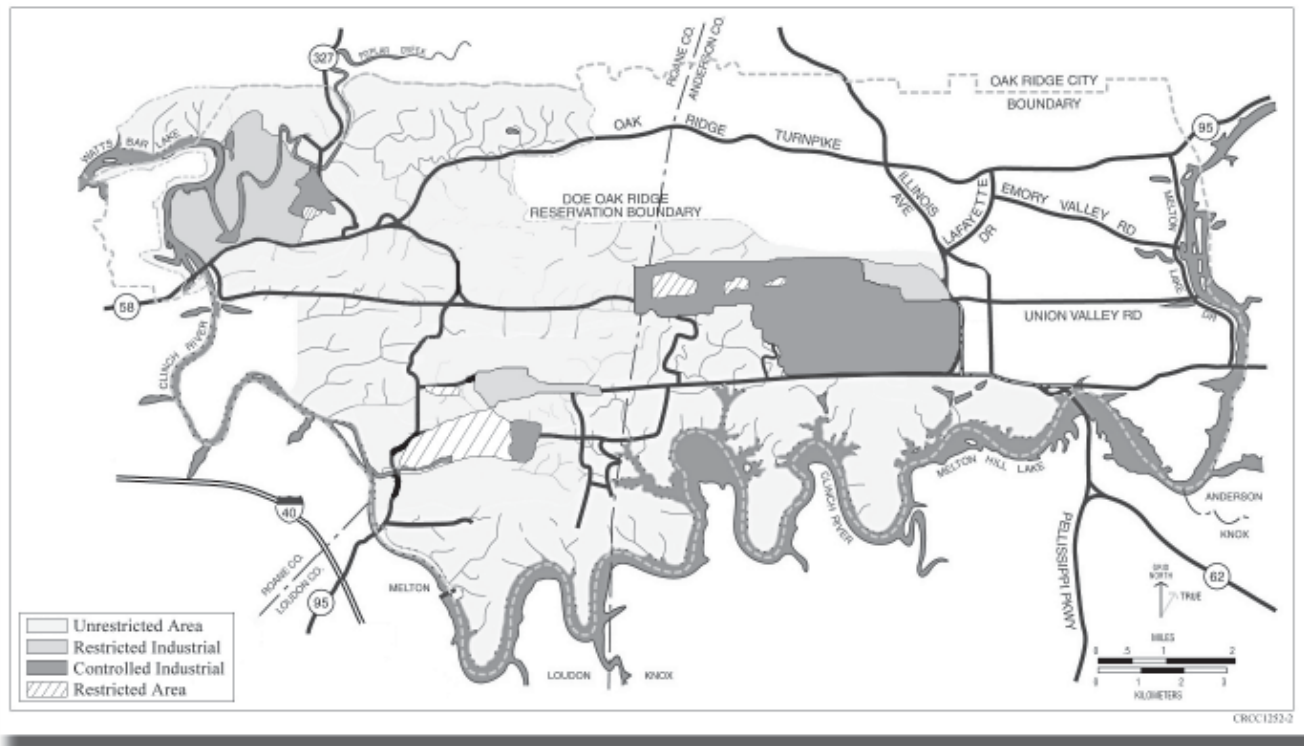 327
POPLAR CREEK
ROANE CO.
ANDERSON CO.
OAK RIDGE CITY
BOUNDARY
95
WATTS BAR LAKE
OAK RIDGE TURNPIKE
ILLINOIS
AVE
LAFAYETTE
DR
EMORY VALLEY RD
MELTON
LAKE
DR
DOE OAK RIDGE
RESERVATION BOUNDARY
58
UNION VALLEY RD
CLINCH RIVER
MELTON HILL LAKE
CLINCH RIVER
ANDERSON
KNOX
40
ROANE CO.
LOUDON CO.
95
MELTON
PELLISSIPPI PKWY
62
GRID
NORTH
TRUE
Unrestricted Area
Restricted Industrial
Controlled Industrial
Restricted Area
LOUDON
KNOX
MILES
0 .5 1 2
0 1 2 3
KILOMETERS
CRCC1252-2